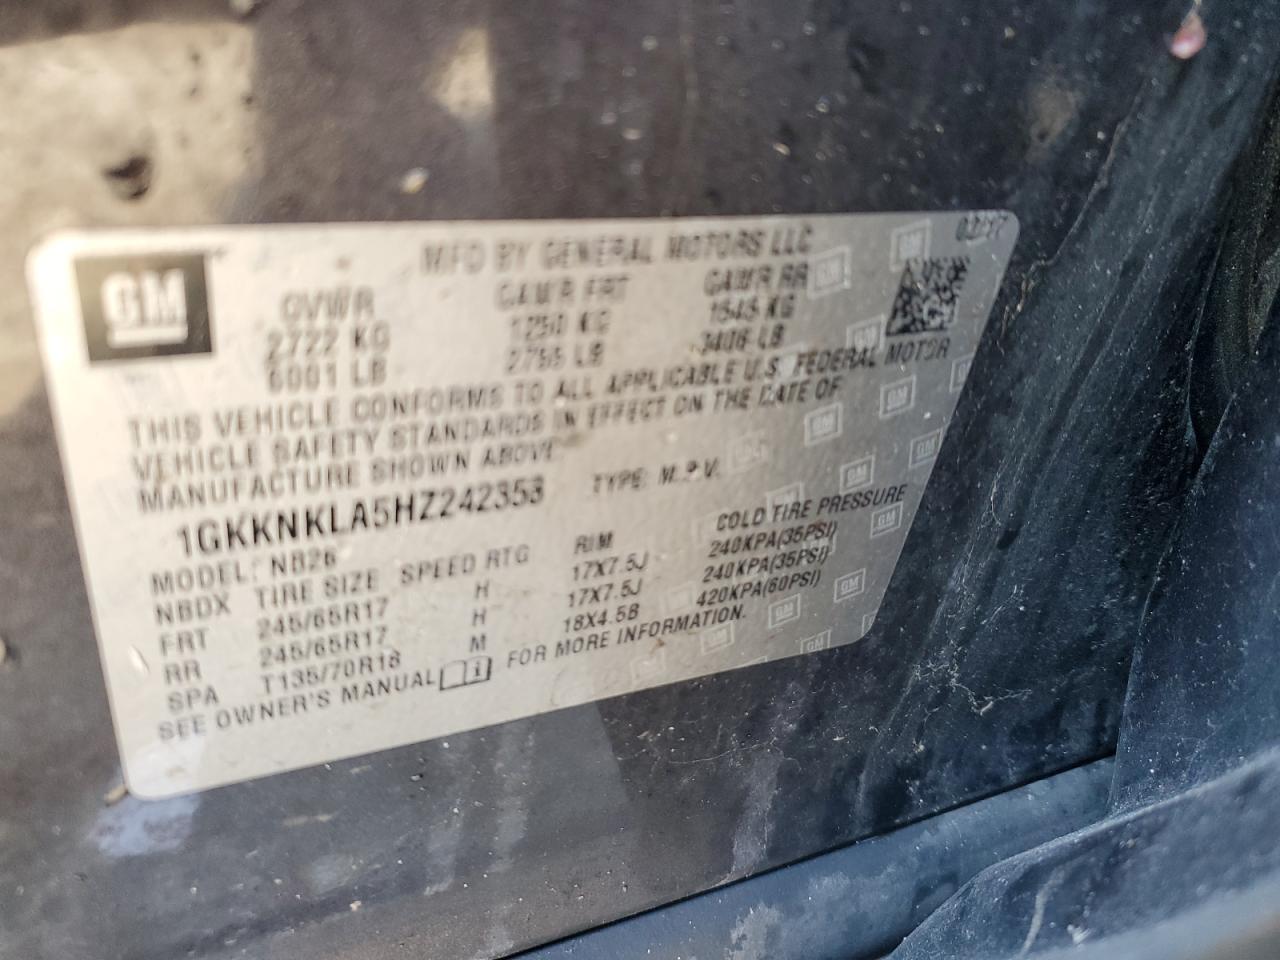 GM
MFD BY GENERAL MOTORS LLC
GVWR GAWR FRT GAWR RR
2722 KG 1250 KG 1545 KG
6001 LB 2755 LB 3406 LB
THIS VEHICLE CONFORMS TO ALL APPLICABLE U.S. FEDERAL MOTOR
VEHICLE SAFETY STANDARDS IN EFFECT ON THE DATE OF
MANUFACTURE SHOWN ABOVE.
1GKKNKLA5HZ242353 TYPE: M.P.V.
MODEL: NB26
NBDX TIRE SIZE SPEED RTG RIM COLD TIRE PRESSURE
FRT 245/65R17 H 17X7.5J 240KPA(35PSI)
RR 245/65R17 H 17X7.5J 240KPA(35PSI)
SPA T135/70R18 M 18X4.5B 420KPA(60PSI)
SEE OWNER'S MANUAL FOR MORE INFORMATION.